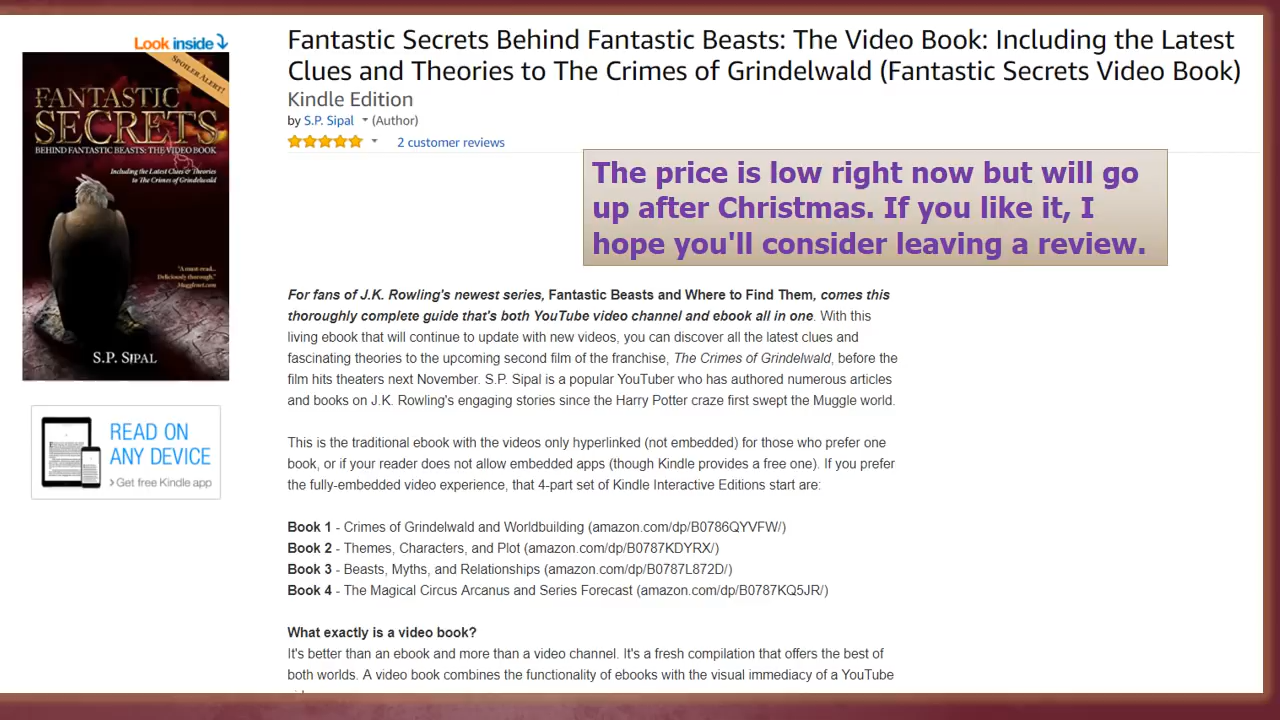 Look inside
Fantastic Secrets Behind Fantastic Beasts: The Video Book: Including the Latest
Clues and Theories to The Crimes of Grindelwald (Fantastic Secrets Video Book)
Kindle Edition
by S.P. Sipal (Author)
2 customer reviews
The price is low right now but will go
up after Christmas. If you like it, I
hope you'll consider leaving a review.
SPOILER ALERT!
FANTASTIC
SECRETS
BEHIND FANTASTIC BEASTS: THE VIDEO BOOK
Including the Latest Clues & Theories
to The Crimes of Grindelwald
"A must-read...
Deliciously thorough."
Muggfront.com
S.P. SIPAL
READ ON
ANY DEVICE
› Get free Kindle app
For fans of J.K. Rowling's newest series, Fantastic Beasts and Where to Find Them, comes this
thoroughly complete guide that's both YouTube video channel and ebook all in one. With this
living ebook that will continue to update with new videos, you can discover all the latest clues and
fascinating theories to the upcoming second film of the franchise, The Crimes of Grindelwald, before the
film hits theaters next November. S.P. Sipal is a popular YouTuber who has authored numerous articles
and books on J.K. Rowling's engaging stories since the Harry Potter craze first swept the Muggle world.
This is the traditional ebook with the videos only hyperlinked (not embedded) for those who prefer one
book, or if your reader does not allow embedded apps (though Kindle provides a free one). If you prefer
the fully-embedded video experience, that 4-part set of Kindle Interactive Editions start are:
Book 1 - Crimes of Grindelwald and Worldbuilding (amazon.com/dp/B0786QYVFW/)
Book 2 - Themes, Characters, and Plot (amazon.com/dp/B0787KDYRX/)
Book 3 - Beasts, Myths, and Relationships (amazon.com/dp/B0787L872D/)
Book 4 - The Magical Circus Arcanus and Series Forecast (amazon.com/dp/B0787KQ5JR/)
What exactly is a video book?
It's better than an ebook and more than a video channel. It's a fresh compilation that offers the best of
both worlds. A video book combines the functionality of ebooks with the visual immediacy of a YouTube